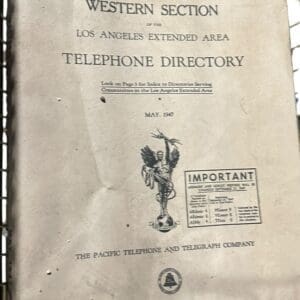 WESTERN SECTION
OF THE
LOS ANGELES EXTENDED AREA
TELEPHONE DIRECTORY
Look on Page 3 for Index to Directories Serving
Communities in the Los Angeles Extended Area
MAY, 1947
IMPORTANT
THE PACIFIC TELEPHONE AND TELEGRAPH COMPANY